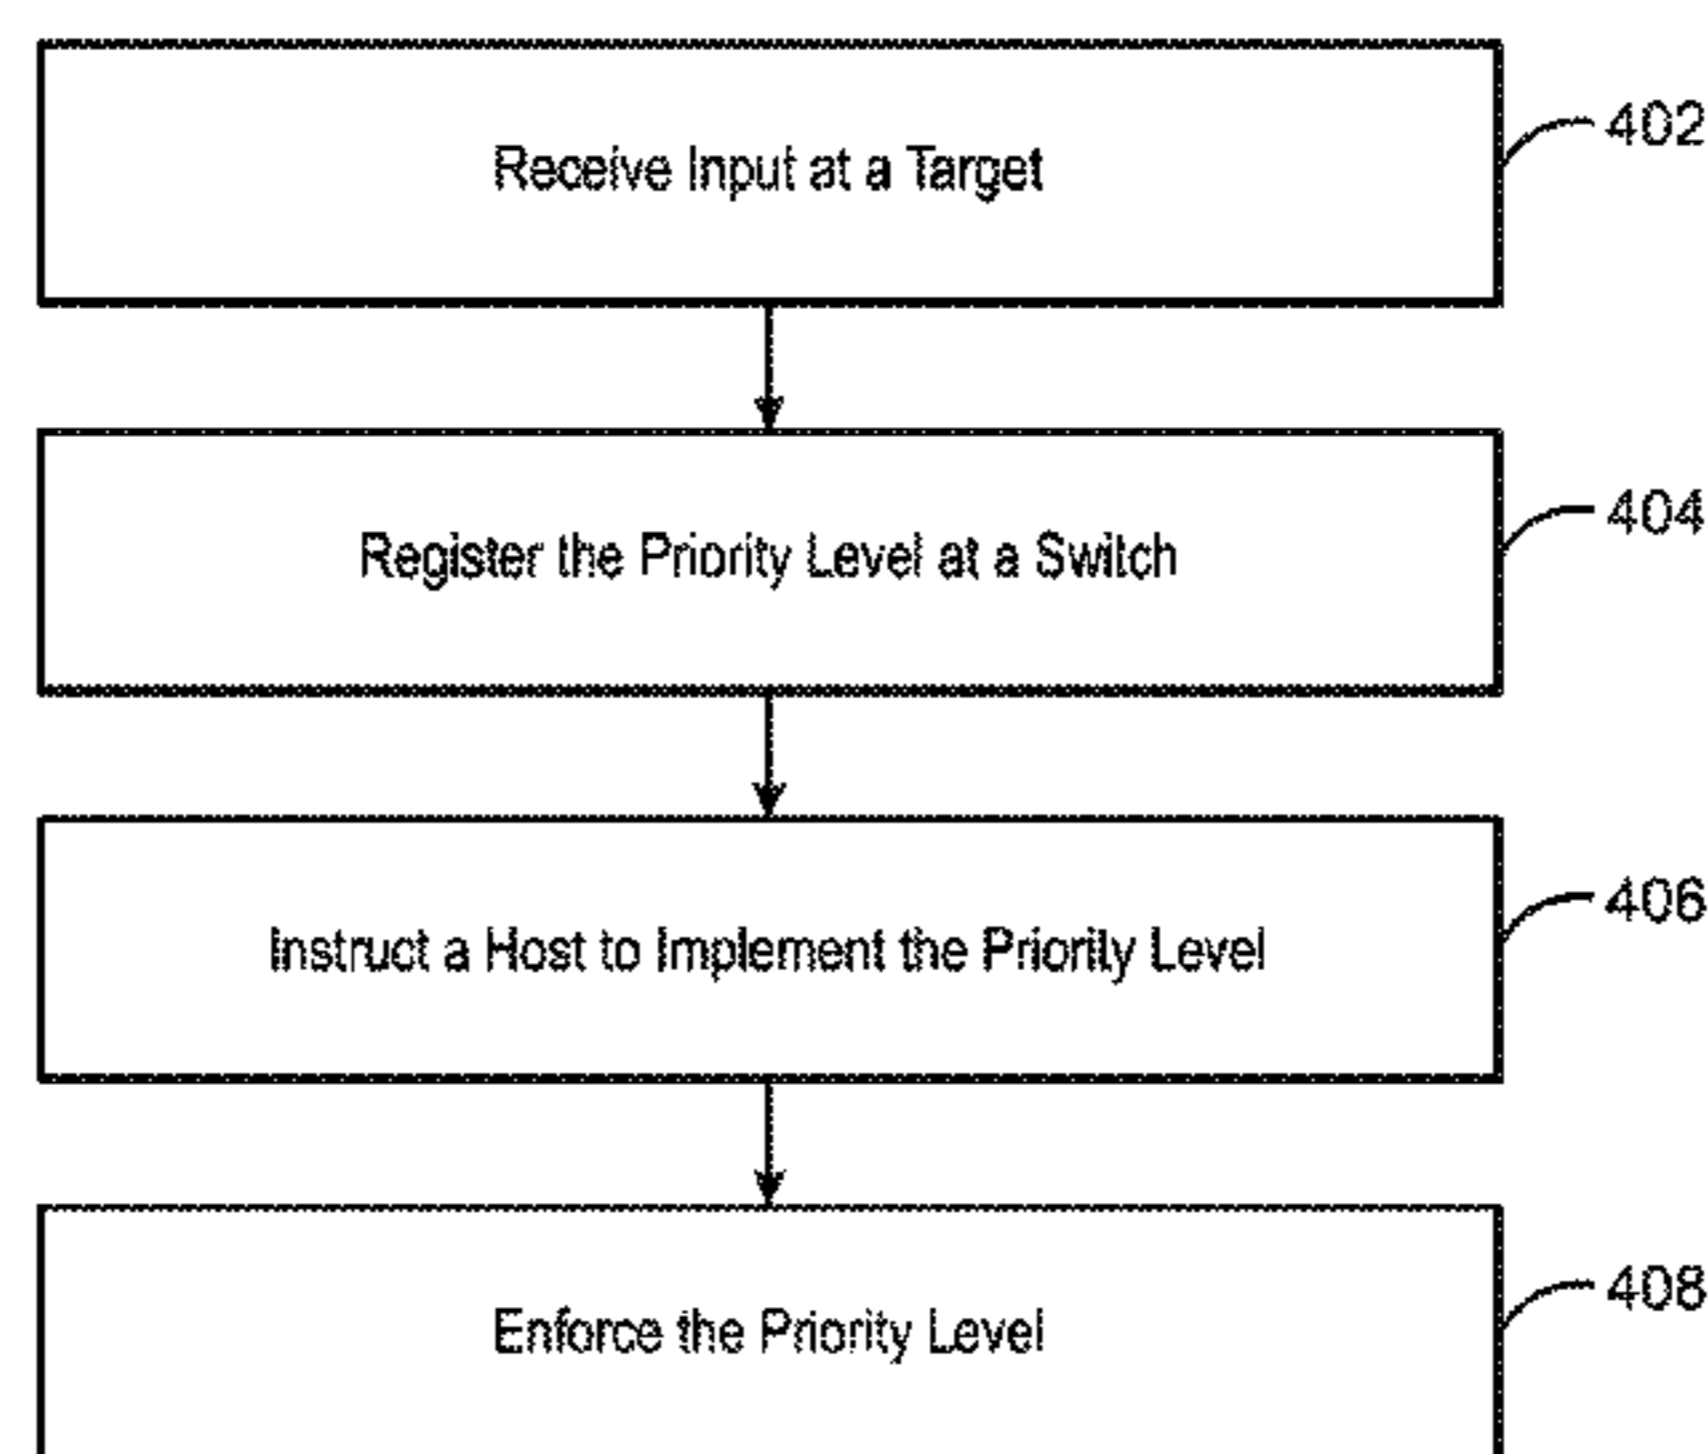 Receive Input at a Target
402
Register the Priority Level at a Switch
404
Instruct a Host to Implement the Priority Level
406
Enforce the Priority Level
408